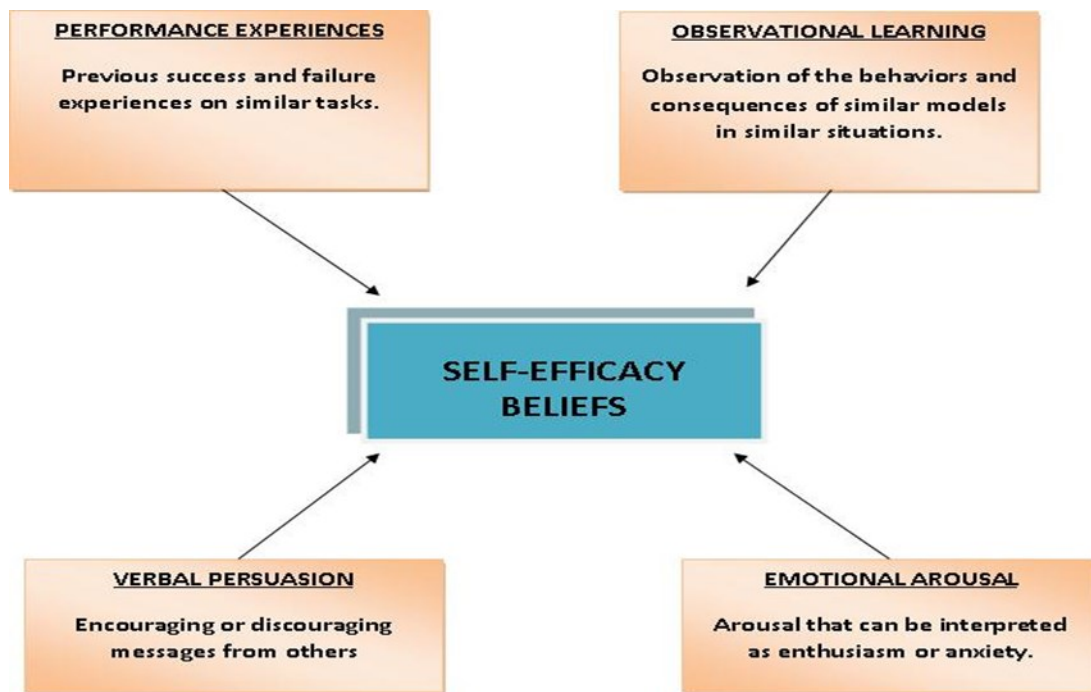 PERFORMANCE EXPERIENCES
Previous success and failure
experiences on similar tasks.
OBSERVATIONAL LEARNING
Observation of the behaviors and
consequences of similar models
in similar situations.
SELF-EFFICACY
BELIEFS
VERBAL PERSUASION
Encouraging or discouraging
messages from others
EMOTIONAL AROUSAL
Arousal that can be interpreted
as enthusiasm or anxiety.